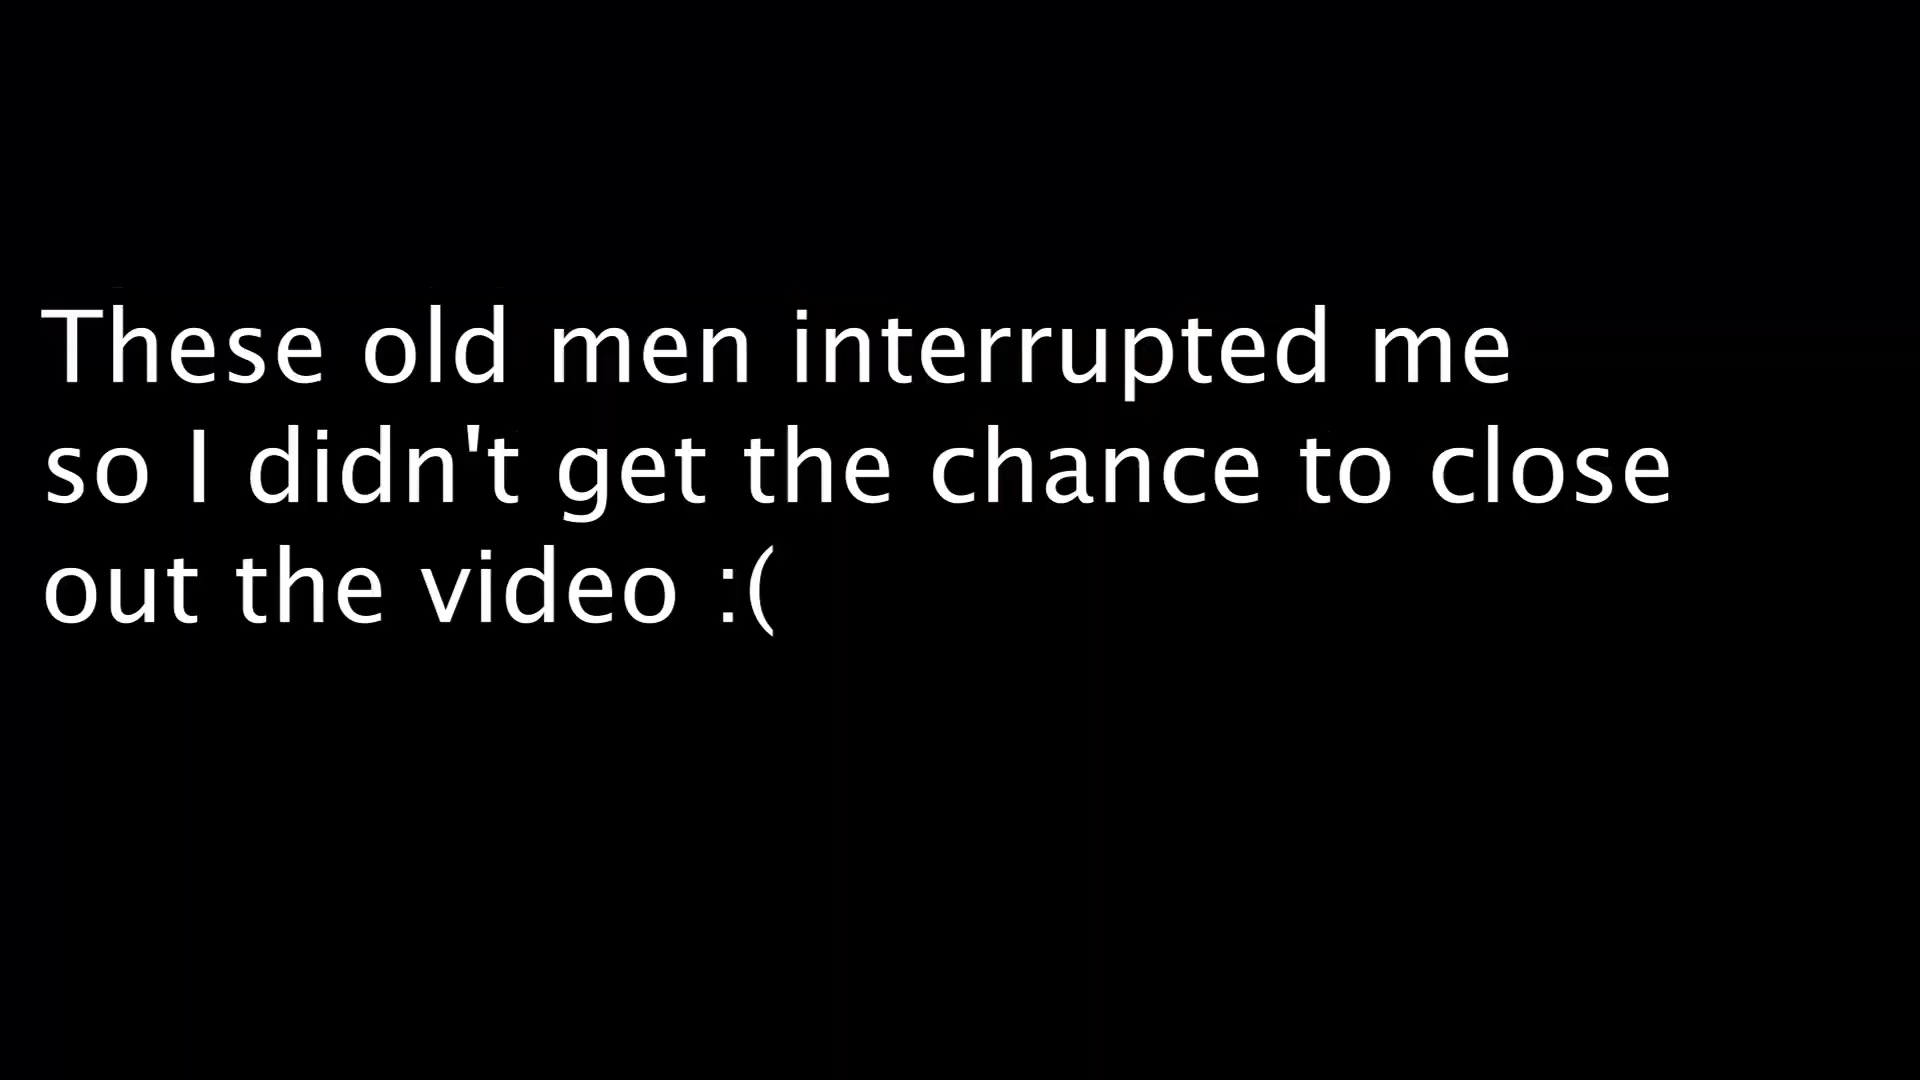 These old men interrupted me
so I didn't get the chance to close
out the video :(